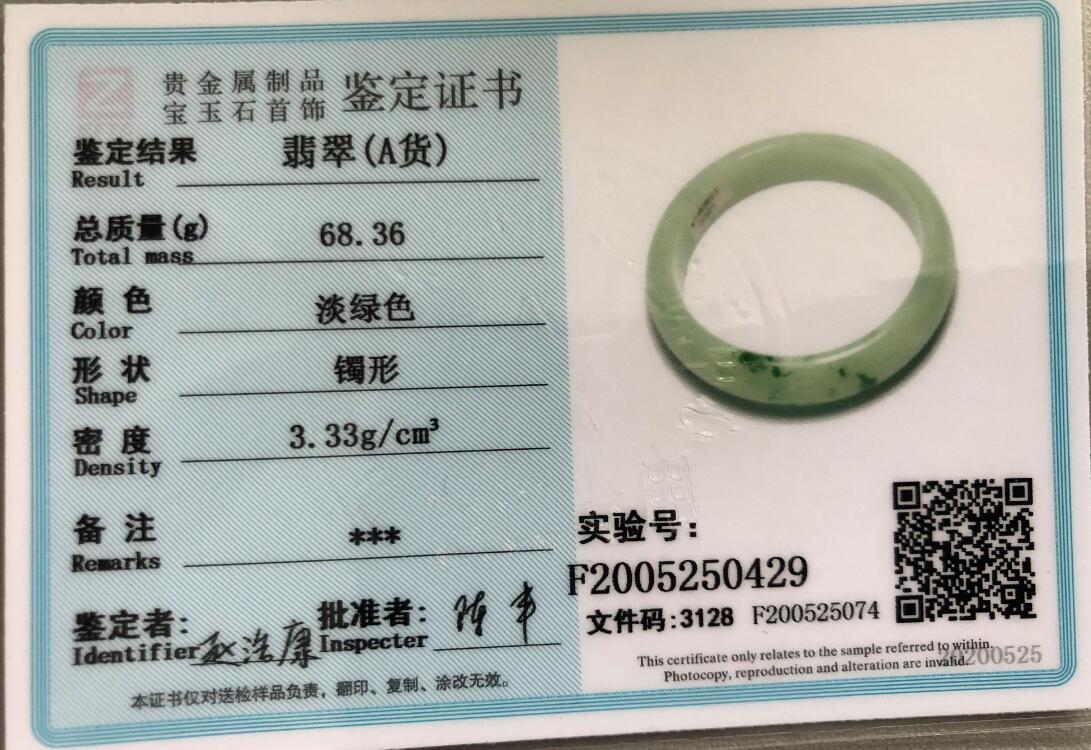 贵金属制品
宝玉石首饰
鉴定证书
鉴定结果 翡翠(A货)
Result
总质量(g) 68.36
Total mass
颜 色 淡绿色
Color
形 状 镯形
Shape
密 度 3.33g/cm³
Density
备 注 ***
Remarks
鉴定者: 批准者:
Identifier Inspecter
本证书仅对送检样品负责，翻印、复制、涂改无效。
实验号:
F2005250429
文件码:3128 F200525074
This certificate only relates to the sample referred to within.
Photocopy, reproduction and alteration are invalid.
20200525